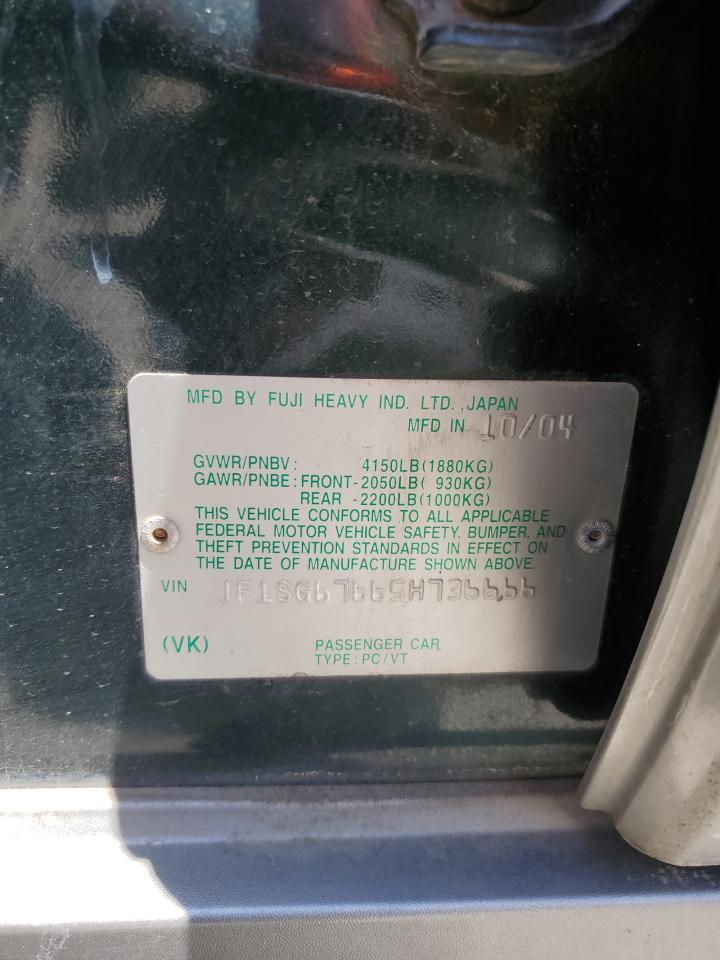 MFD BY FUJI HEAVY IND. LTD. JAPAN
MFD IN 10/04
GVWR/PNBV: 4150LB(1880KG)
GAWR/PNBE: FRONT-2050LB( 930KG)
REAR -2200LB(1000KG)
THIS VEHICLE CONFORMS TO ALL APPLICABLE
FEDERAL MOTOR VEHICLE SAFETY, BUMPER, AND
THEFT PREVENTION STANDARDS IN EFFECT ON
THE DATE OF MANUFACTURE SHOWN ABOVE.
VIN
(VK) PASSENGER CAR
TYPE:PC/VT